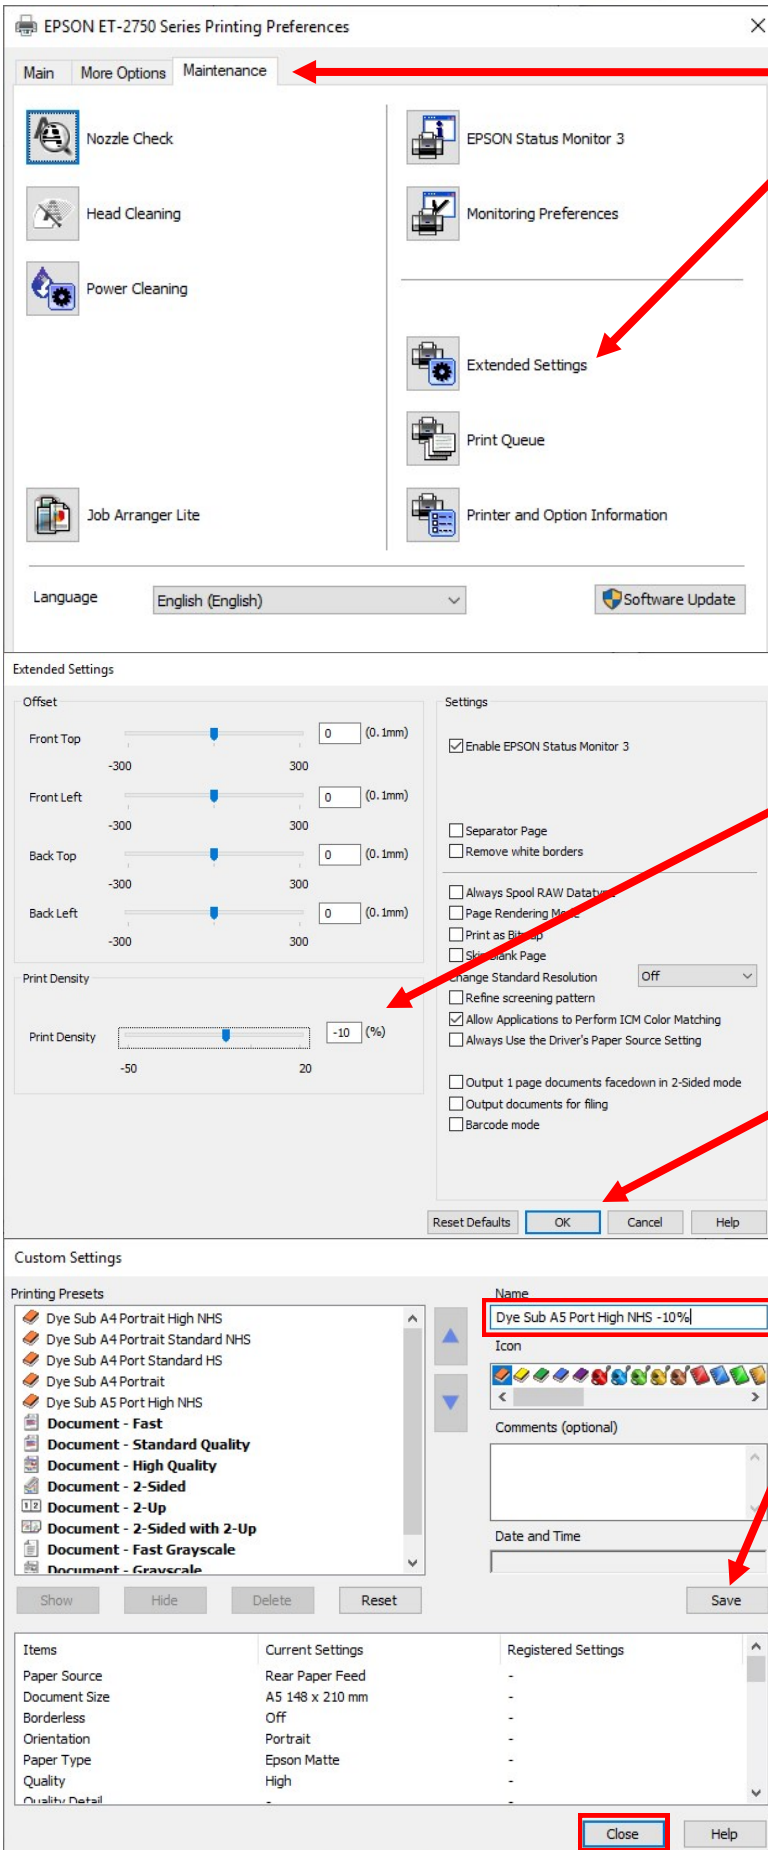 EPSON ET-2750 Series Printing Preferences
Main More Options Maintenance
Nozzle Check
EPSON Status Monitor 3
Head Cleaning
Monitoring Preferences
Power Cleaning
Extended Settings
Print Queue
Job Arranger Lite
Printer and Option Information
Language English (English) Software Update
Extended Settings
Offset
Front Top 0 (0.1mm)
-300 300
Front Left 0 (0.1mm)
-300 300
Back Top 0 (0.1mm)
-300 300
Back Left 0 (0.1mm)
-300 300
Print Density
Print Density -10 (%)
-50 20
Settings
Enable EPSON Status Monitor 3
Separator Page
Remove white borders
Always Spool RAW Datatype
Page Rendering Mode
Print as Bitmap
Skip Blank Page
Change Standard Resolution Off
Refine screening pattern
Allow Applications to Perform ICM Color Matching
Always Use the Driver's Paper Source Setting
Output 1 page documents facedown in 2-Sided mode
Output documents for filing
Barcode mode
Reset Defaults OK Cancel Help
Custom Settings
Printing Presets
Dye Sub A4 Portrait High NHS
Dye Sub A4 Portrait Standard NHS
Dye Sub A4 Port Standard HS
Dye Sub A4 Portrait
Dye Sub A5 Port High NHS
Document - Fast
Document - Standard Quality
Document - High Quality
Document - 2-Sided
1 2 Document - 2-Up
Document - 2-Sided with 2-Up
Document - Fast Grayscale
Document - Grayscale
Name
Dye Sub A5 Port High NHS -10%
Icon
Comments (optional)
Date and Time
Show Hide Delete Reset Save
Items Current Settings Registered Settings
Paper Source Rear Paper Feed -
Document Size A5 148 x 210 mm -
Borderless Off -
Orientation Portrait -
Paper Type Epson Matte -
Quality High -
Quality Detail - -
Close Help